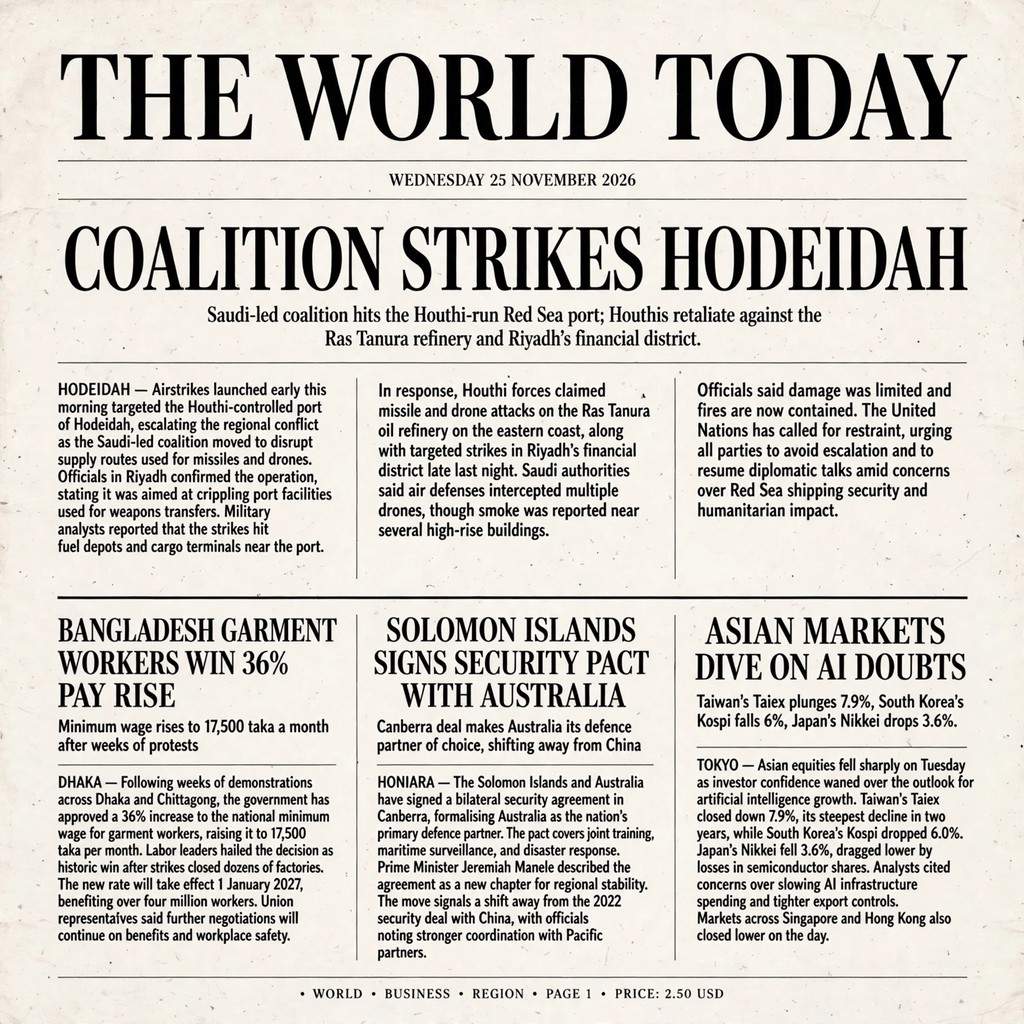 THE WORLD TODAY
WEDNESDAY 25 NOVEMBER 2026
COALITION STRIKES HODEIDAH
Saudi-led coalition hits the Houthi-run Red Sea port; Houthis retaliate against the
Ras Tanura refinery and Riyadh's financial district.
HODEIDAH — Airstrikes launched early this
morning targeted the Houthi-controlled port
of Hodeidah, escalating the regional conflict
as the Saudi-led coalition moved to disrupt
supply routes used for missiles and drones.
Officials in Riyadh confirmed the operation,
stating it was aimed at crippling port facilities
used for weapons transfers. Military
analysts reported that the strikes hit
fuel depots and cargo terminals near the port.
In response, Houthi forces claimed
missile and drone attacks on the Ras Tanura
oil refinery on the eastern coast, along
with targeted strikes in Riyadh's financial
district late last night. Saudi authorities
said air defenses intercepted multiple
drones, though smoke was reported near
several high-rise buildings.
Officials said damage was limited and
fires are now contained. The United
Nations has called for restraint, urging
all parties to avoid escalation and to
resume diplomatic talks amid concerns
over Red Sea shipping security and
humanitarian impact.
BANGLADESH GARMENT
WORKERS WIN 36%
PAY RISE
Minimum wage rises to 17,500 taka a month
after weeks of protests
DHAKA — Following weeks of demonstrations
across Dhaka and Chittagong, the government has
approved a 36% increase to the national minimum
wage for garment workers, raising it to 17,500
taka per month. Labor leaders hailed the decision as
historic win after strikes closed dozens of factories.
The new rate will take effect 1 January 2027,
benefiting over four million workers. Union
representatives said further negotiations will
continue on benefits and workplace safety.
SOLOMON ISLANDS
SIGNS SECURITY PACT
WITH AUSTRALIA
Canberra deal makes Australia its defence
partner of choice, shifting away from China
HONIARA — The Solomon Islands and Australia
have signed a bilateral security agreement in
Canberra, formalising Australia as the nation's
primary defence partner. The pact covers joint training,
maritime surveillance, and disaster response.
Prime Minister Jeremiah Manele described the
agreement as a new chapter for regional stability.
The move signals a shift away from the 2022
security deal with China, with officials
noting stronger coordination with Pacific
partners.
ASIAN MARKETS
DIVE ON AI DOUBTS
Taiwan's Taiex plunges 7.9%, South Korea's
Kospi falls 6%, Japan's Nikkei drops 3.6%.
TOKYO — Asian equities fell sharply on Tuesday
as investor confidence waned over the outlook for
artificial intelligence growth. Taiwan's Taiex
closed down 7.9%, its steepest decline in two
years, while South Korea's Kospi dropped 6.0%.
Japan's Nikkei fell 3.6%, dragged lower by
losses in semiconductor shares. Analysts cited
concerns over slowing AI infrastructure
spending and tighter export controls.
Markets across Singapore and Hong Kong also
closed lower on the day.
• WORLD • BUSINESS • REGION • PAGE 1 • PRICE: 2.50 USD